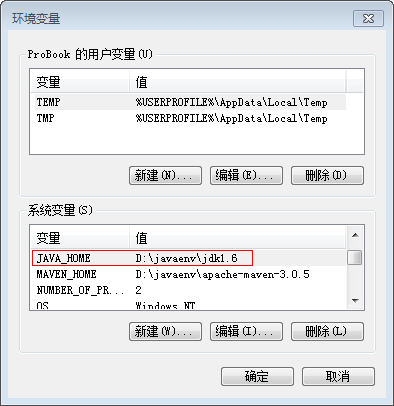 环境变量
ProBook 的用户变量(U)
变量 值
TEMP %USERPROFILE%\AppData\Local\Temp
TMP %USERPROFILE%\AppData\Local\Temp
新建(N)... 编辑(E)... 删除(D)
系统变量(S)
变量 值
JAVA_HOME D:\javaenv\jdk1.6
MAVEN_HOME D:\javaenv\apache-maven-3.0.5
NUMBER_OF_PR... 2
OS Windows_NT
新建(W)... 编辑(I)... 删除(L)
确定 取消